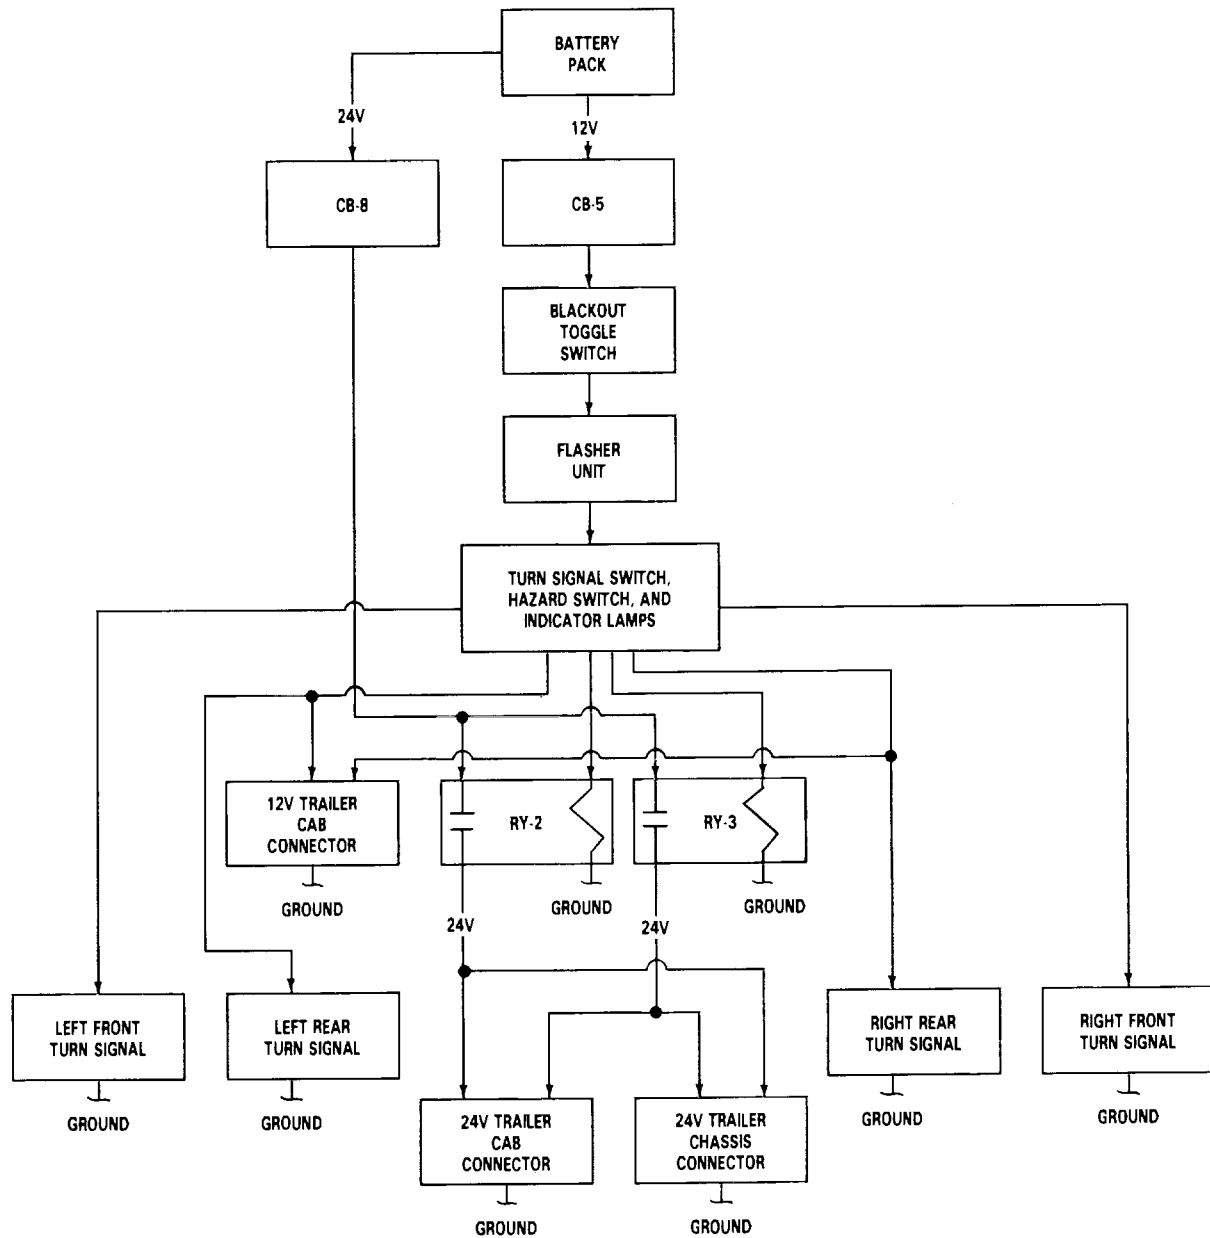 BATTERY
PACK
24V
12V
CB-8
CB-5
BLACKOUT
TOGGLE
SWITCH
FLASHER
UNIT
TURN SIGNAL SWITCH,
HAZARD SWITCH, AND
INDICATOR LAMPS
12V TRAILER
CAB
CONNECTOR
RY-2
RY-3
GROUND
GROUND
GROUND
24V
24V
LEFT FRONT
TURN SIGNAL
LEFT REAR
TURN SIGNAL
RIGHT REAR
TURN SIGNAL
RIGHT FRONT
TURN SIGNAL
GROUND
GROUND
GROUND
GROUND
24V TRAILER
CAB
CONNECTOR
24V TRAILER
CHASSIS
CONNECTOR
GROUND
GROUND